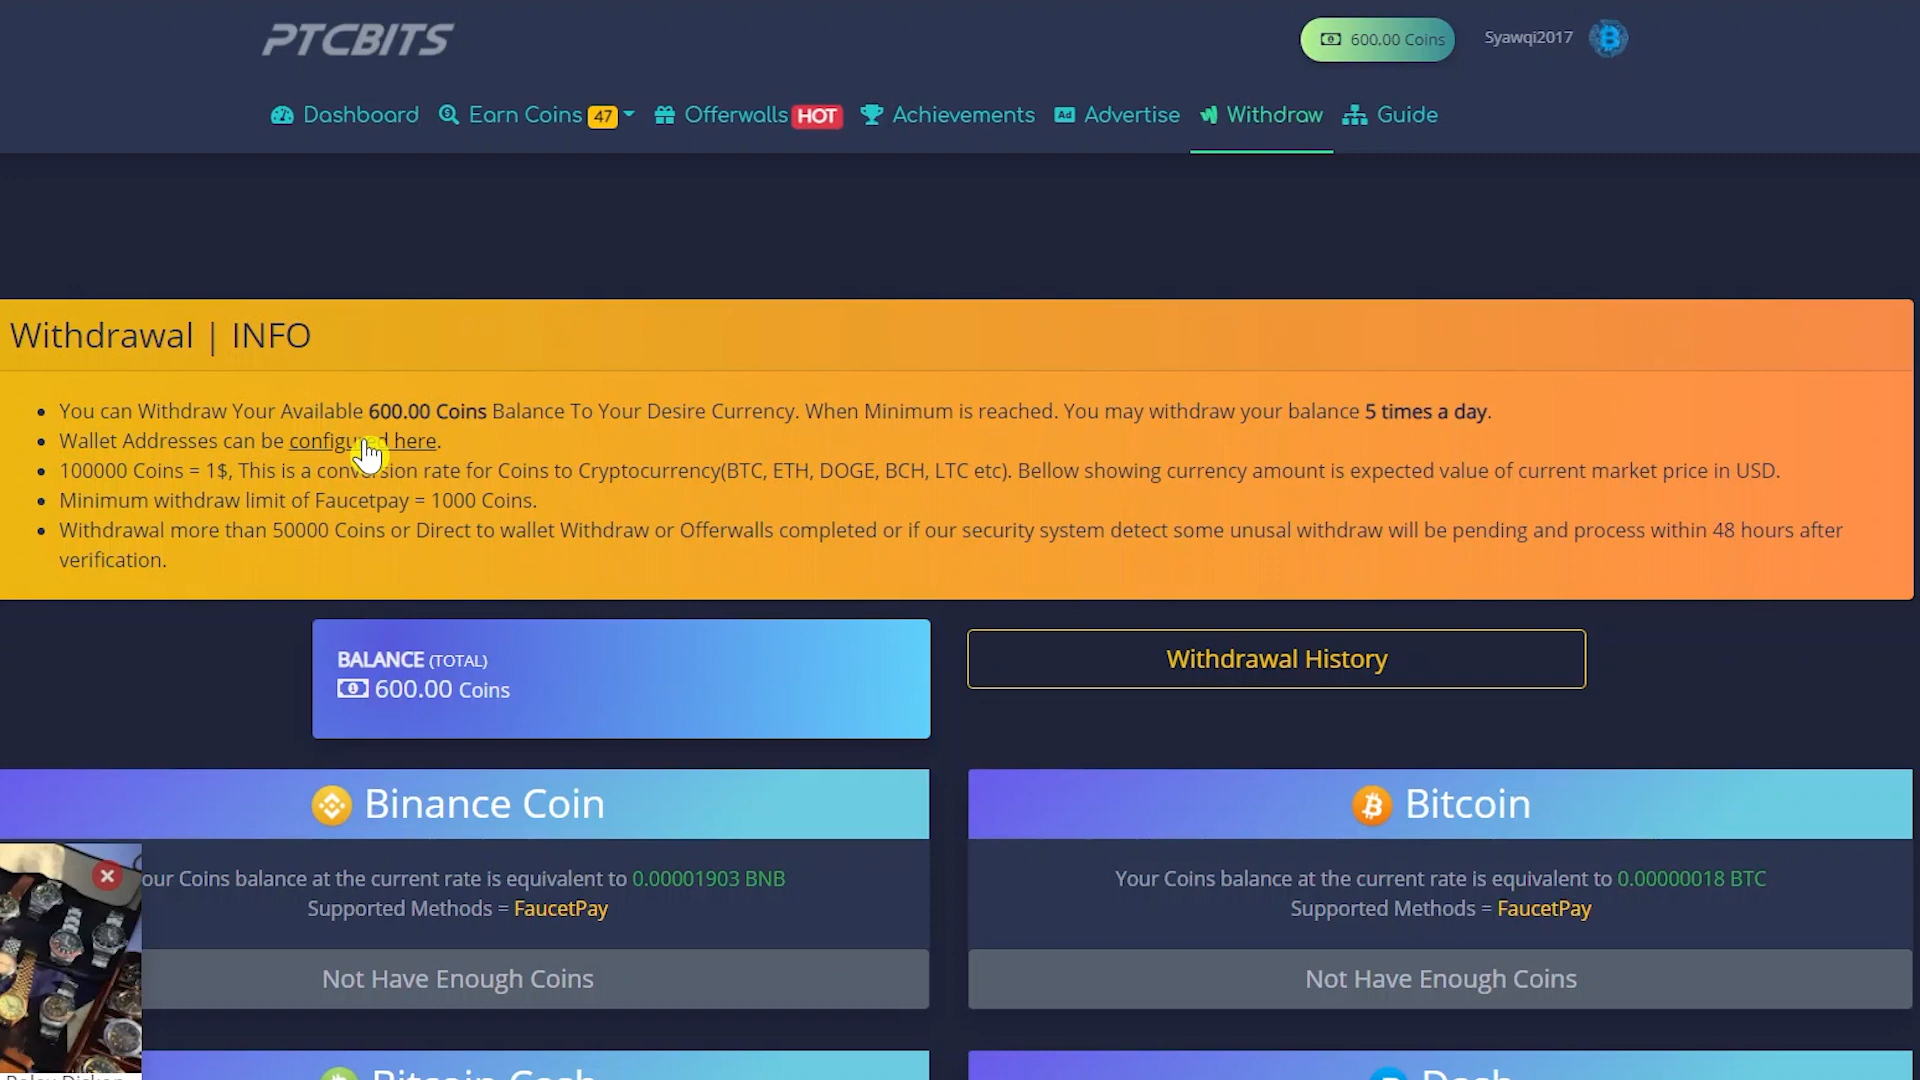 PTCBITS
600.00 Coins
Syawqi2017
Dashboard
Earn Coins 47
Offerwalls HOT
Achievements
Ad Advertise
Withdraw
Guide
Withdrawal | INFO
You can Withdraw Your Available 600.00 Coins Balance To Your Desire Currency. When Minimum is reached. You may withdraw your balance 5 times a day.
Wallet Addresses can be configured here.
100000 Coins = 1$, This is a conversion rate for Coins to Cryptocurrency(BTC, ETH, DOGE, BCH, LTC etc). Bellow showing currency amount is expected value of current market price in USD.
Minimum withdraw limit of Faucetpay = 1000 Coins.
Withdrawal more than 50000 Coins or Direct to wallet Withdraw or Offerwalls completed or if our security system detect some unusal withdraw will be pending and process within 48 hours after
verification.
BALANCE (TOTAL)
600.00 Coins
Withdrawal History
Binance Coin
our Coins balance at the current rate is equivalent to 0.00001903 BNB
Supported Methods = FaucetPay
Not Have Enough Coins
Bitcoin
Your Coins balance at the current rate is equivalent to 0.00000018 BTC
Supported Methods = FaucetPay
Not Have Enough Coins
Bitcoin Cash
Dash